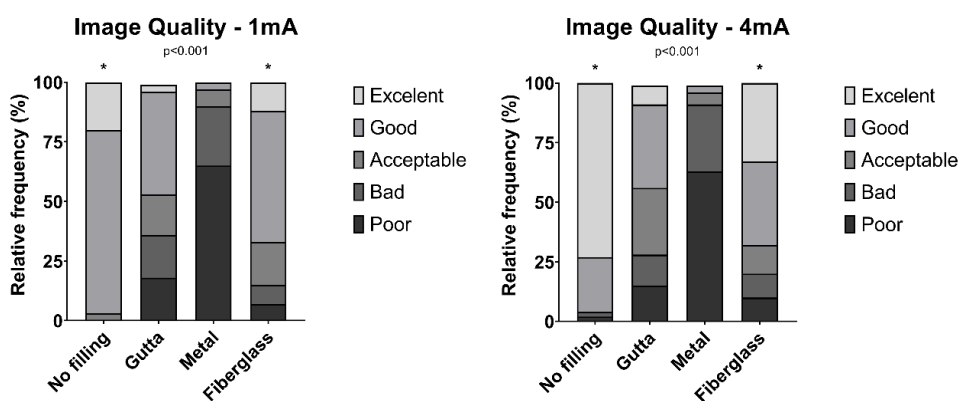 Image Quality - 1mA
p<0.001
*
*
100
75
50
25
0
Relative frequency (%)
No filling
Gutta
Metal
Fiberglass
Excelent
Good
Acceptable
Bad
Poor
Image Quality - 4mA
p<0.001
*
*
100
75
50
25
0
Relative frequency (%)
No filling
Gutta
Metal
Fiberglass
Excelent
Good
Acceptable
Bad
Poor